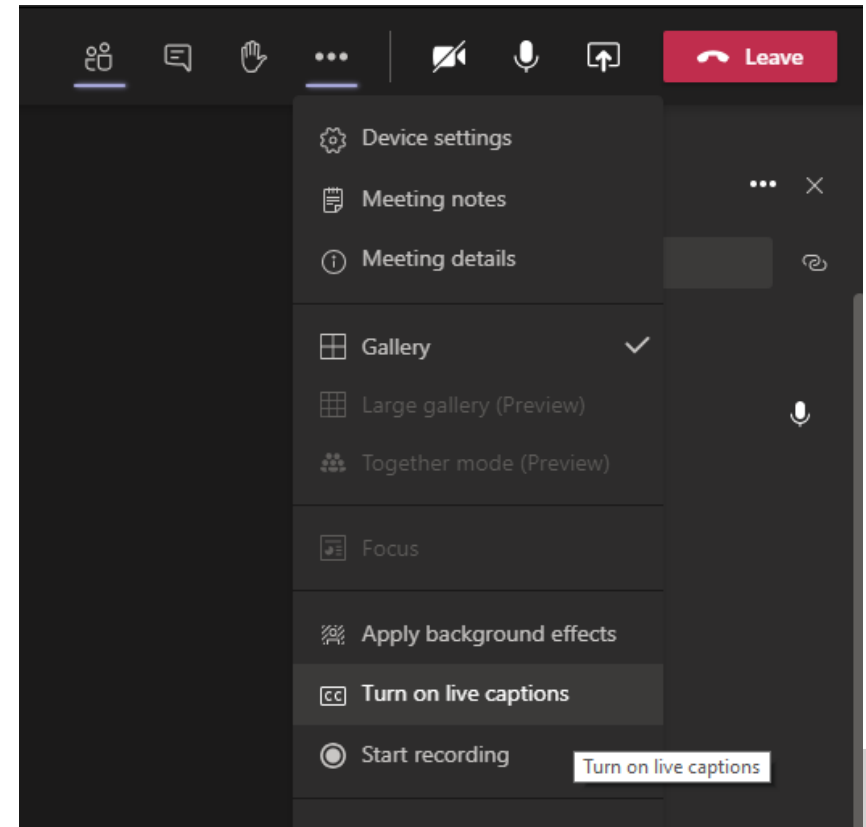 Leave
Device settings
Meeting notes
Meeting details
Gallery
Large gallery (Preview)
Together mode (Preview)
Focus
Apply background effects
CC Turn on live captions
Start recording
Turn on live captions